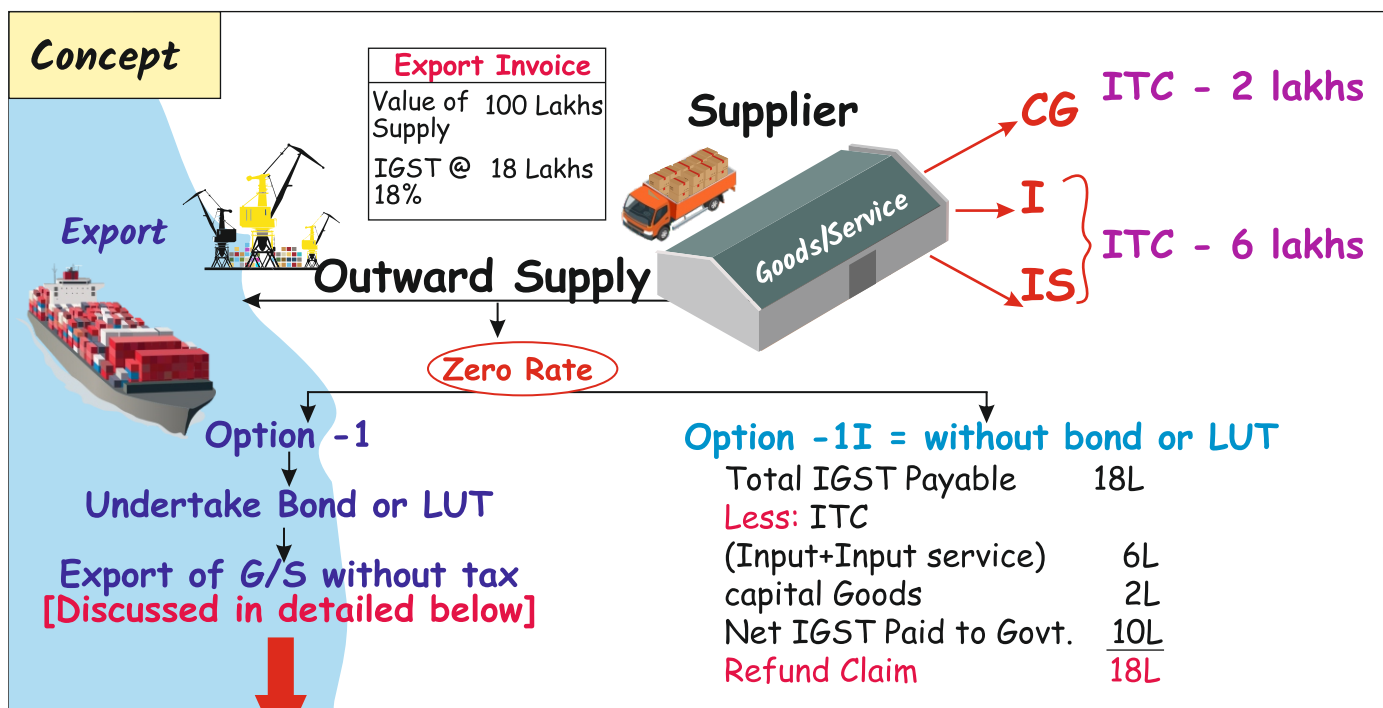 Concept
Export Invoice
Value of 100 Lakhs
Supply
IGST @ 18 Lakhs
18%
Supplier
CG
ITC - 2 lakhs
I
IS
ITC - 6 lakhs
Goods/Service
Export
Outward Supply
Zero Rate
Option -1
Undertake Bond or LUT
Export of G/S without tax
[Discussed in detailed below]
Option -1I = without bond or LUT
Total IGST Payable 18L
Less: ITC
(Input+Input service) 6L
capital Goods 2L
Net IGST Paid to Govt. 10L
Refund Claim 18L